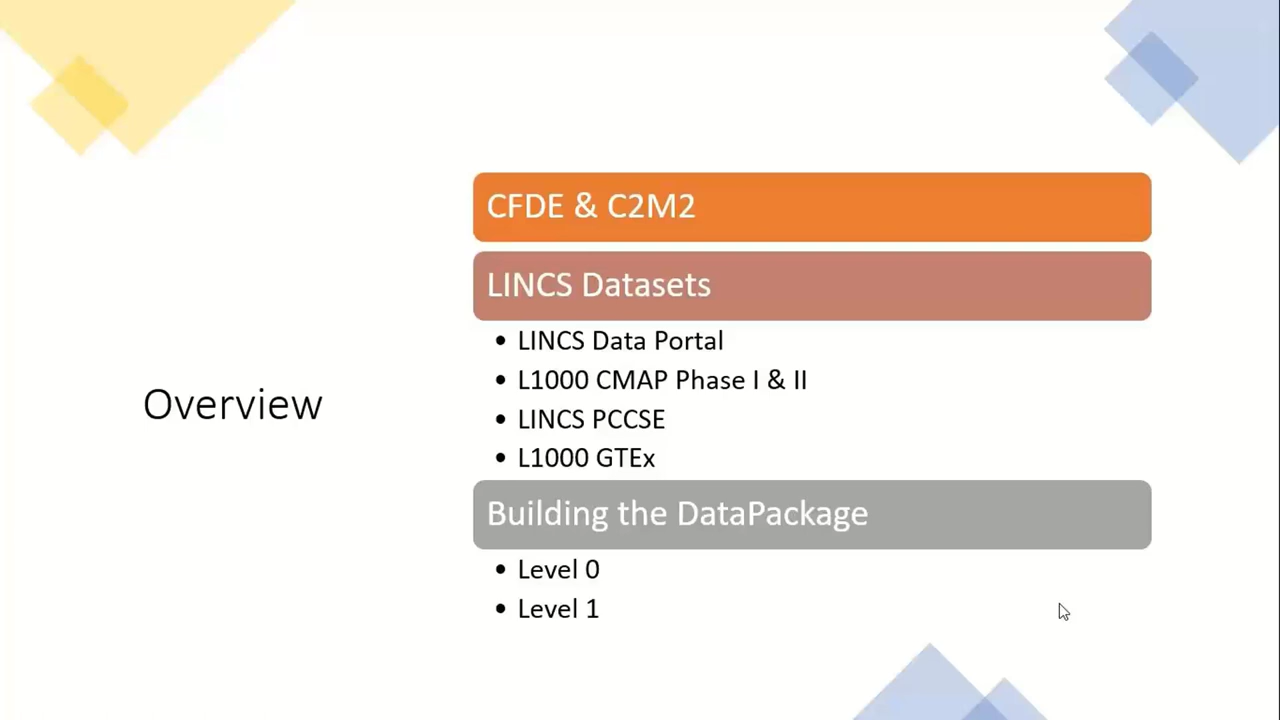 Overview
CFDE & C2M2
LINCS Datasets
• LINCS Data Portal
• L1000 CMAP Phase I & II
• LINCS PCCSE
• L1000 GTEx
Building the DataPackage
• Level 0
• Level 1